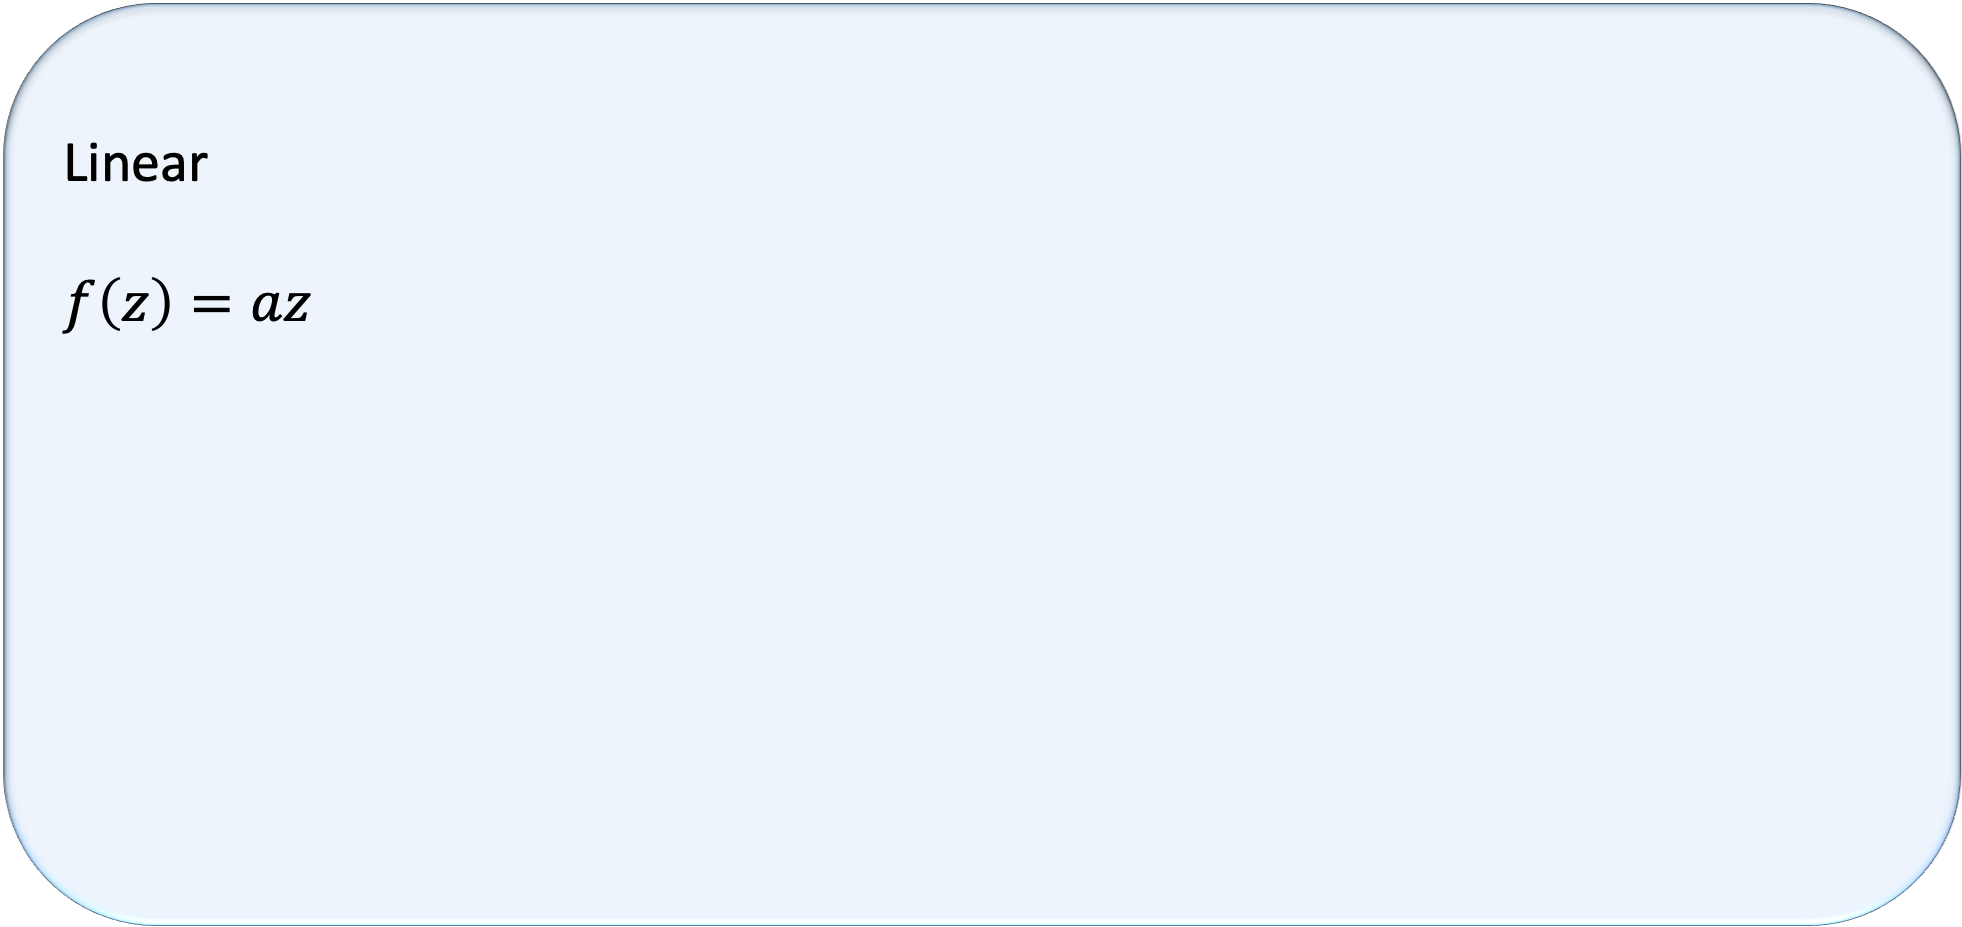 Linear
f(z) = az